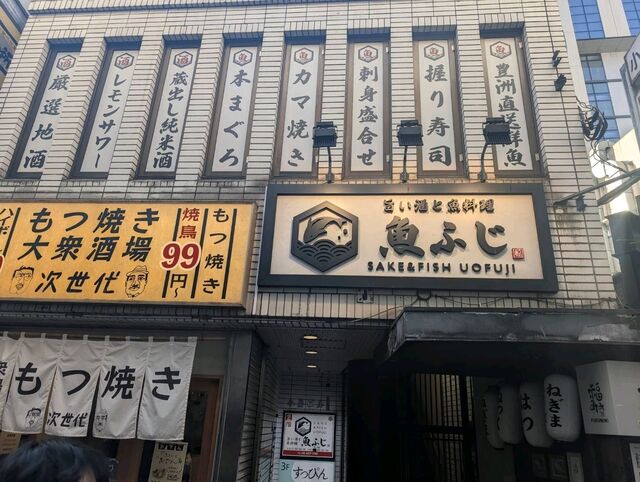 厳選地酒
レモンサワー
蔵出し純米酒
本まぐろ
カマ焼き
刺身盛合せ
握り寿司
豊洲直送鮮魚
もつ焼き
大衆酒場
次世代
焼鳥
99
円〜
もつ焼き
旨い酒と魚料理
魚ふじ
SAKE&FISH UOFUJI
もつ焼き
次世代
魚ふじ
3F
すっぴん
はつ
ねぎま